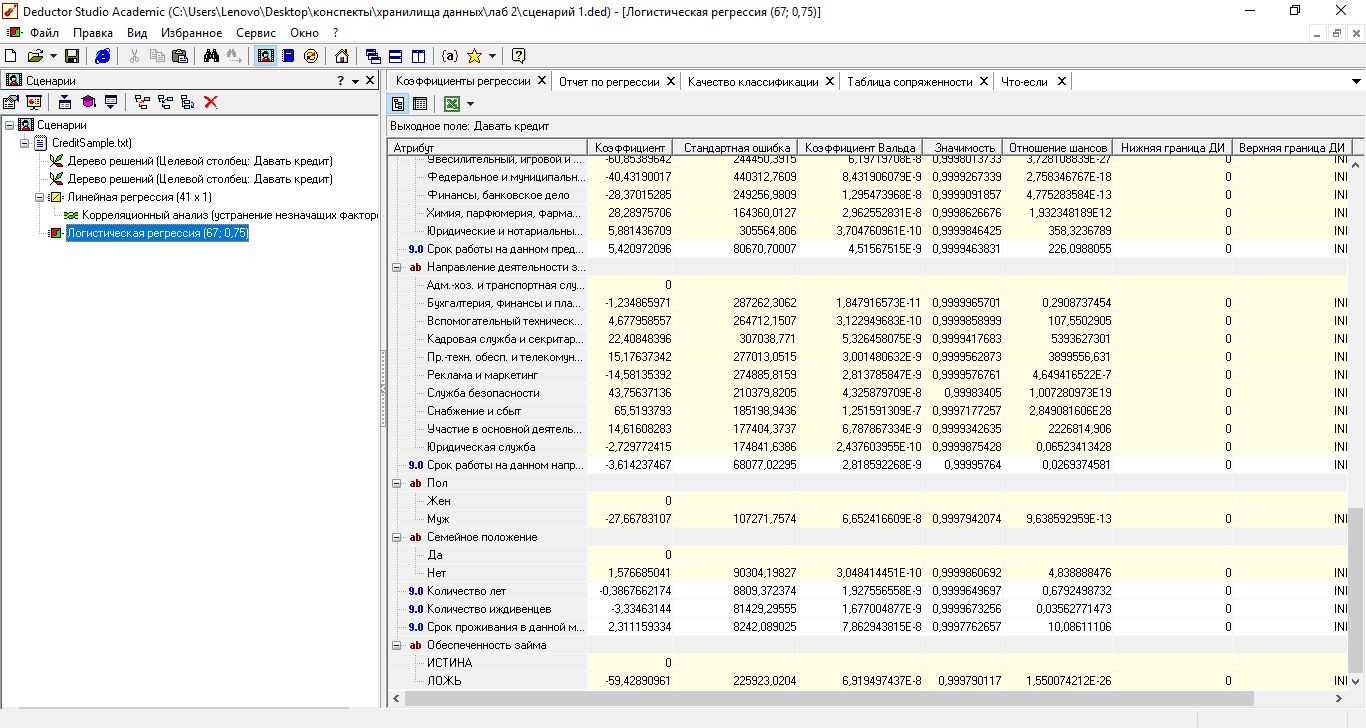 Deductor Studio Academic (C:\Users\Lenovo\Desktop\конспекты\хранилища данных\лаб 2\сценарий 1.ded) - [Логистическая регрессия (67; 0,75)]
Файл Правка Вид Избранное Сервис Окно ?
Сценарии
Коэффициенты регрессии Отчет по регрессии Качество классификации Таблица сопряженности Что-если
Сценарии
CreditSample.txt)
Дерево решений (Целевой столбец: Давать кредит)
Дерево решений (Целевой столбец: Давать кредит)
Линейная регрессия (41 x 1)
Корреляционный анализ (устранение незначащих факторо
Логистическая регрессия (67; 0,75)
Выходное поле: Давать кредит
Атрибут Коэффициент Стандартная ошибка Коэффициент Вальда Значимость Отношение шансов Нижняя граница ДИ Верхняя граница ДИ
Увесилительный, игровой и ... -60,85389642 244450,3915 6,19719708E-8 0,9998013733 3,728108839E-27 0 INI
Федеральное и муниципальн... -40,43190017 440312,7609 8,431906079E-9 0,9999267339 2,758346767E-18 0 INI
Финансы, банковское дело -28,37015285 249256,9809 1,295473968E-8 0,9999091857 4,775283584E-13 0 INI
Химия, парфюмерия, фарма... 28,28975706 164360,0127 2,962552831E-8 0,9998626676 1,932348189E12 0 INI
Юридические и нотариальны... 5,881436709 305564,806 3,704760961E-10 0,9999846425 358,3236789 0 INI
9.0 Срок работы на данном пред... 5,420972096 80670,70007 4,51567515E-9 0,9999463831 226,0988055 0 INI
ab Направление деятельности з...
Адм.-хоз. и транспортная слу... 0
Бухгалтерия, финансы и пла... -1,234865971 287262,3062 1,847916573E-11 0,9999965701 0,2908737454 0 INI
Вспомогательный техническ... 4,677958557 264712,1507 3,122949683E-10 0,9999858999 107,5502905 0 INI
Кадровая служба и секритар... 22,40848396 307038,771 5,326458075E-9 0,9999417683 5393627301 0 INI
Пр.-техн. обесп. и телекомун... 15,17637342 277013,0515 3,001480632E-9 0,9999562873 3899556,631 0 INI
Реклама и маркетинг -14,58135392 274885,8159 2,813785847E-9 0,9999576761 4,649416522E-7 0 INI
Служба безопасности 43,75637136 210379,8205 4,325879709E-8 0,99983405 1,007280973E19 0 INI
Снабжение и сбыт 65,5193793 185198,9436 1,251591309E-7 0,9997177257 2,849081606E28 0 INI
Участие в основной деятель... 14,61608283 177404,3737 6,787867334E-9 0,9999342635 2226814,906 0 INI
Юридическая служба -2,729772415 174841,6386 2,437603955E-10 0,9999875428 0,06523413428 0 INI
9.0 Срок работы на данном напр... -3,614237467 68077,02295 2,818592268E-9 0,99995764 0,0269374581 0 INI
ab Пол
Жен 0
Муж -27,66783107 107271,7574 6,652416609E-8 0,9997942074 9,638592959E-13 0 INI
ab Семейное положение
Да 0
Нет 1,576685041 90304,19827 3,048414451E-10 0,9999860692 4,838888476 0 INI
9.0 Количество лет -0,3867662174 8809,372374 1,927556558E-9 0,9999649697 0,6792498732 0 INI
9.0 Количество иждивенцев -3,33463144 81429,29555 1,677004877E-9 0,9999673256 0,03562771473 0 INI
9.0 Срок проживания в данной м... 2,311159334 8242,089025 7,862943815E-8 0,9997762657 10,08611106 0 INI
ab Обеспеченность займа
ИСТИНА 0
ЛОЖЬ -59,42890961 225923,0204 6,919497437E-8 0,999790117 1,550074212E-26 0 INI